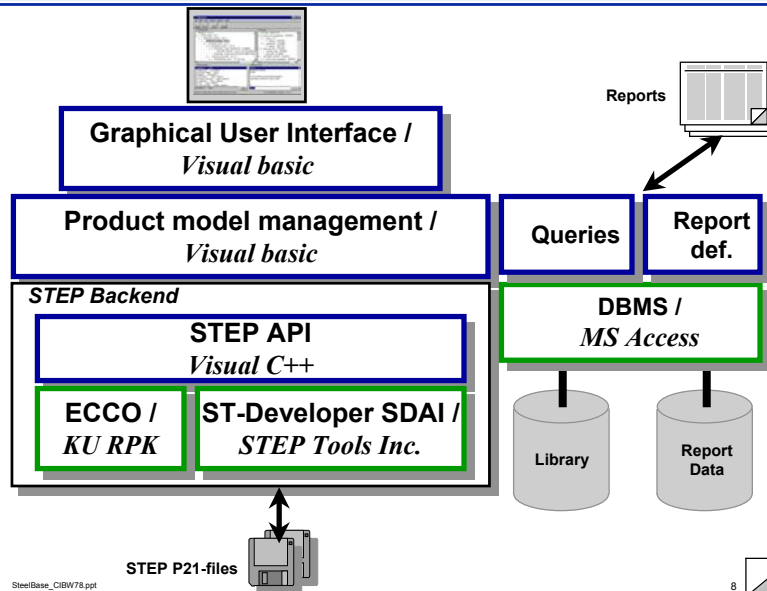 Reports
Graphical User Interface /
Visual basic
Product model management /
Visual basic
Queries
Report
def.
STEP Backend
STEP API
Visual C++
DBMS /
MS Access
ECCO /
KU RPK
ST-Developer SDAI /
STEP Tools Inc.
Library
Report
Data
STEP P21-files
SteelBase_CIBW78.ppt
8